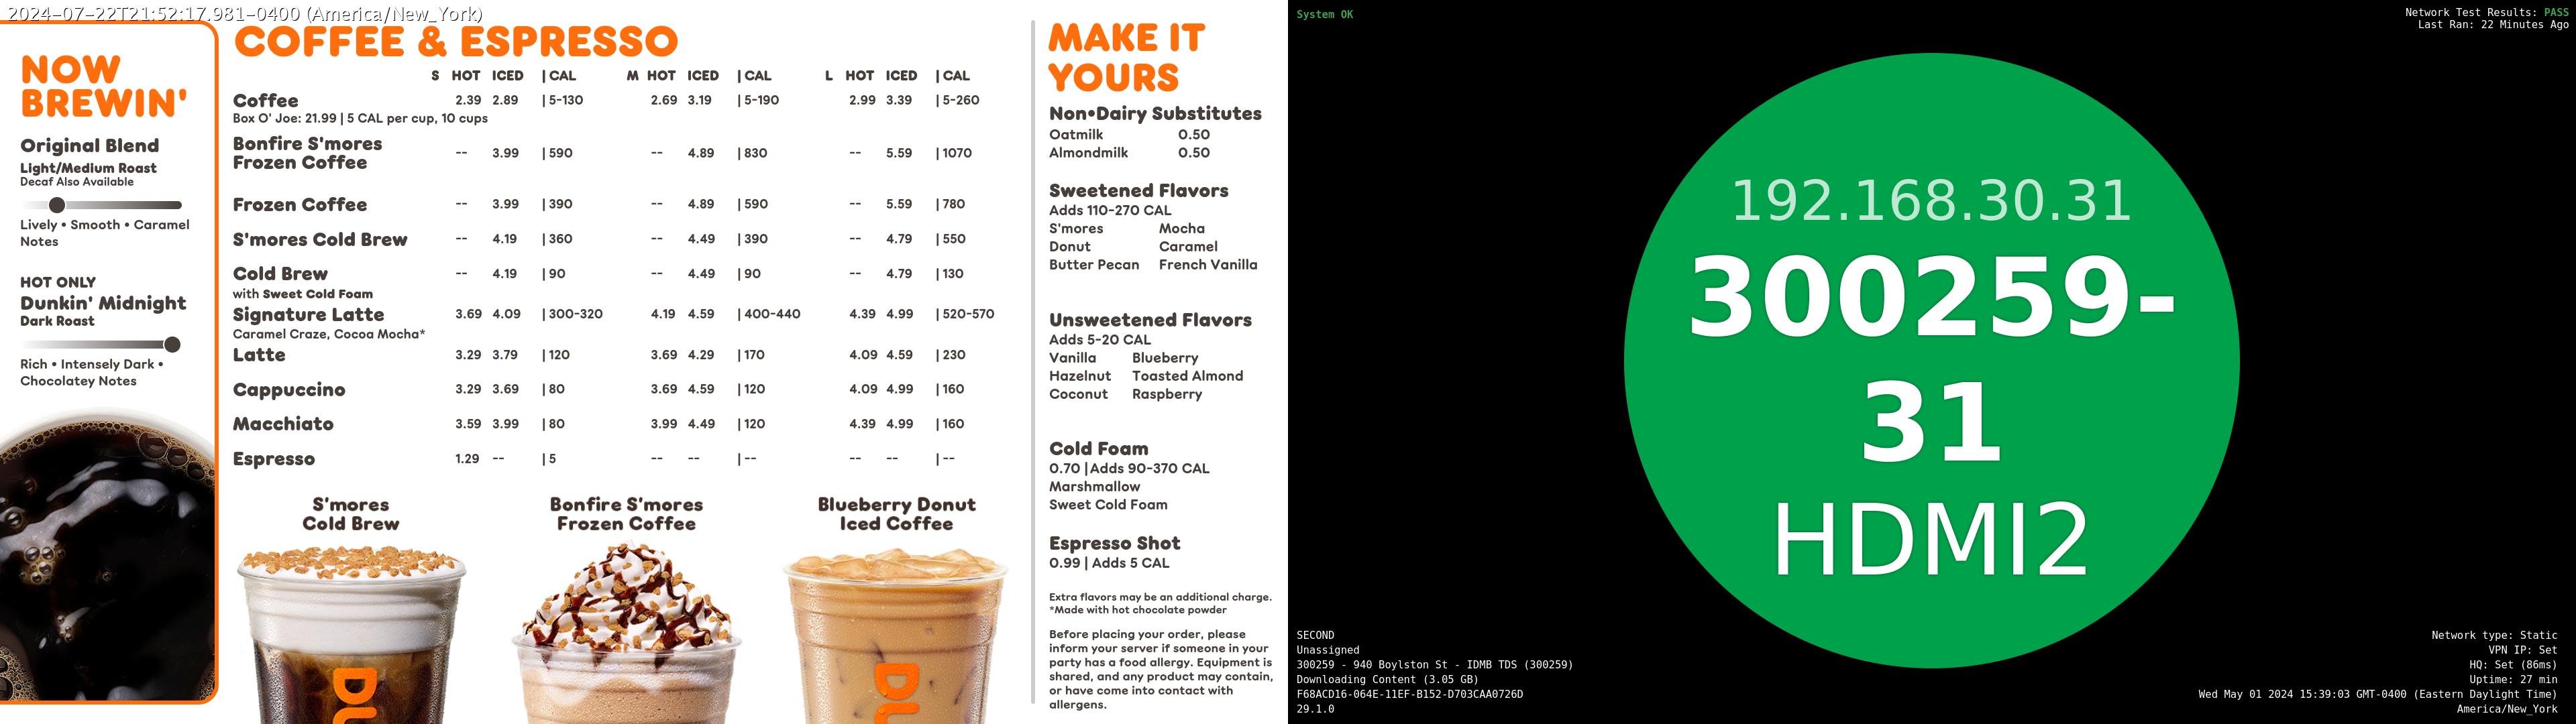 2024-07-22T21:52:17.981-0400 (America/New_York)
NOW
BREWIN'
Original Blend
Light/Medium Roast
Decaf Also Available
Lively • Smooth • Caramel
Notes
HOT ONLY
Dunkin' Midnight
Dark Roast
Rich • Intensely Dark •
Chocolatey Notes
COFFEE & ESPRESSO
S HOT ICED | CAL M HOT ICED | CAL L HOT ICED | CAL
Coffee 2.39 2.89 | 5-130 2.69 3.19 | 5-190 2.99 3.39 | 5-260
Box O' Joe: 21.99 | 5 CAL per cup, 10 cups
Bonfire S'mores
Frozen Coffee -- 3.99 | 590 -- 4.89 | 830 -- 5.59 | 1070
Frozen Coffee -- 3.99 | 390 -- 4.89 | 590 -- 5.59 | 780
S'mores Cold Brew -- 4.19 | 360 -- 4.49 | 390 -- 4.79 | 550
Cold Brew -- 4.19 | 90 -- 4.49 | 90 -- 4.79 | 130
with Sweet Cold Foam
Signature Latte 3.69 4.09 | 300-320 4.19 4.59 | 400-440 4.39 4.99 | 520-570
Caramel Craze, Cocoa Mocha*
Latte 3.29 3.79 | 120 3.69 4.29 | 170 4.09 4.59 | 230
Cappuccino 3.29 3.69 | 80 3.69 4.59 | 120 4.09 4.99 | 160
Macchiato 3.59 3.99 | 80 3.99 4.49 | 120 4.39 4.99 | 160
Espresso 1.29 -- | 5 -- -- | -- -- -- | --
S'mores
Cold Brew
Bonfire S'mores
Frozen Coffee
Blueberry Donut
Iced Coffee
DU
DU
MAKE IT
YOURS
Non•Dairy Substitutes
Oatmilk 0.50
Almondmilk 0.50
Sweetened Flavors
Adds 110-270 CAL
S'mores Mocha
Donut Caramel
Butter Pecan French Vanilla
Unsweetened Flavors
Adds 5-20 CAL
Vanilla Blueberry
Hazelnut Toasted Almond
Coconut Raspberry
Cold Foam
0.70 | Adds 90-370 CAL
Marshmallow
Sweet Cold Foam
Espresso Shot
0.99 | Adds 5 CAL
Extra flavors may be an additional charge.
*Made with hot chocolate powder
Before placing your order, please
inform your server if someone in your
party has a food allergy. Equipment is
shared, and any product may contain,
or have come into contact with
allergens.
System OK
Network Test Results: PASS
Last Ran: 22 Minutes Ago
192.168.30.31
300259-
31
HDMI2
SECOND
Unassigned
300259 - 940 Boylston St - IDMB TDS (300259)
Downloading Content (3.05 GB)
F68ACD16-064E-11EF-B152-D703CAA0726D
29.1.0
Network type: Static
VPN IP: Set
HQ: Set (86ms)
Uptime: 27 min
Wed May 01 2024 15:39:03 GMT-0400 (Eastern Daylight Time)
America/New_York